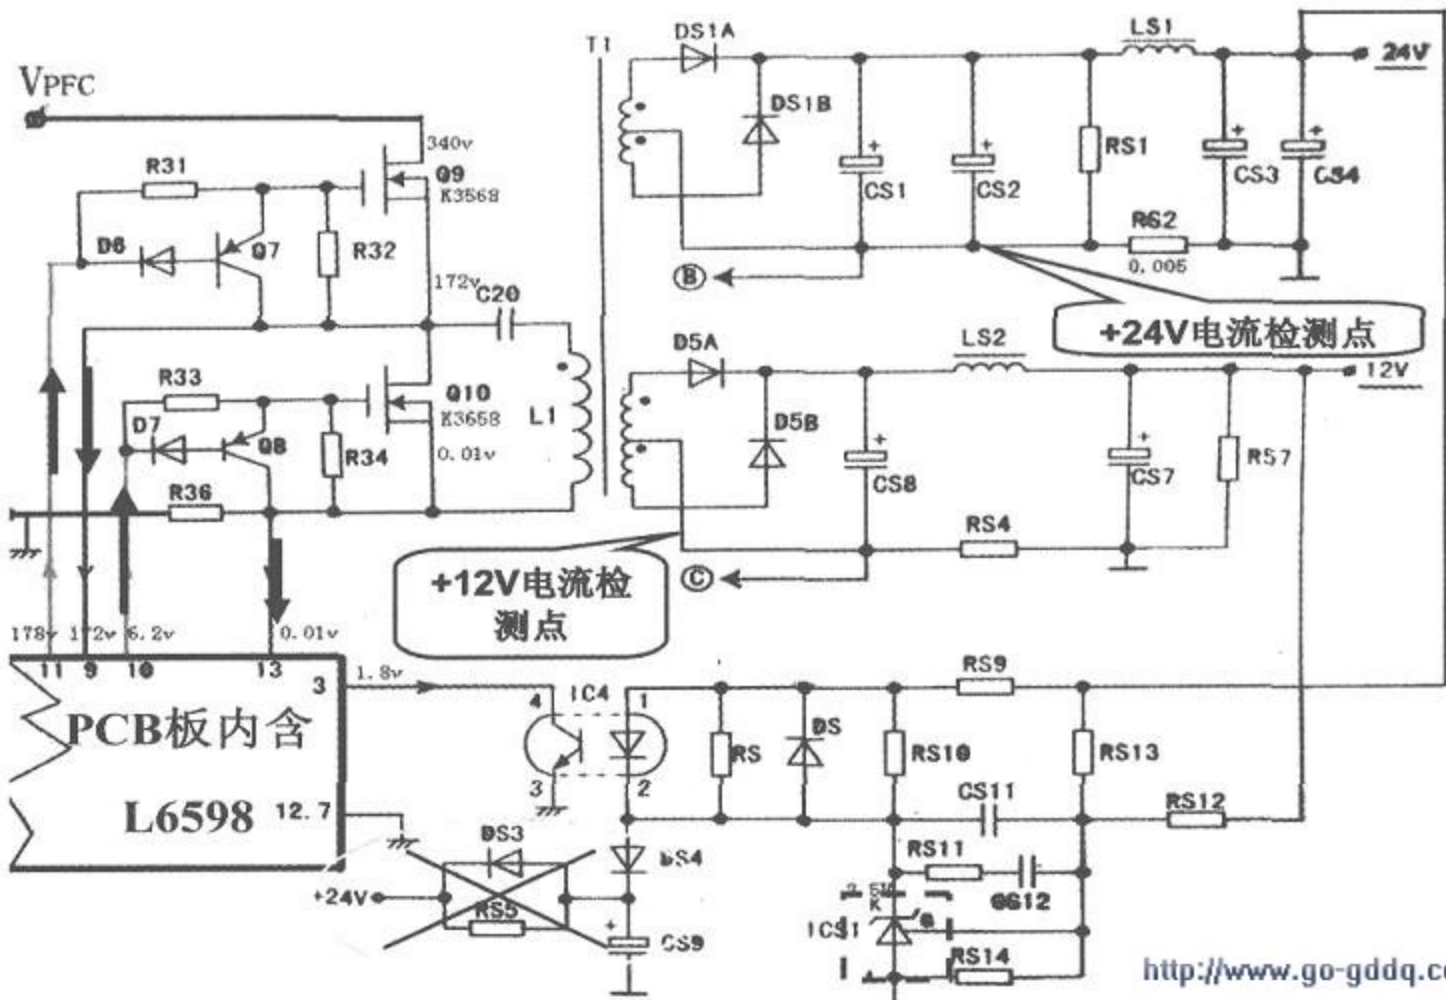 T1
DS1A
LS1
24V
VPFC
340v
DS1B
R31
Q9
K3568
RS1
CS1
CS2
CS3
CS4
D6
Q7
R32
RS2
0.005
172v
C20
B
+24V电流检测点
D5A
LS2
12V
R33
Q10
K3658
L1
D7
Q8
R34
0.01v
D5B
CS8
CS7
R57
R36
RS4
C
+12V电流检
测点
178v
172v
6.2v
0.01v
11
9
10
13
3
1.8v
PCB板内含
L6598
12.7
4
IC4
1
3
2
RS9
RS
DS
RS10
RS13
CS11
RS12
DS3
DS4
RS11
+24V
RS5
CS9
K
ICS1
RS14
http://www.go-gddq.co